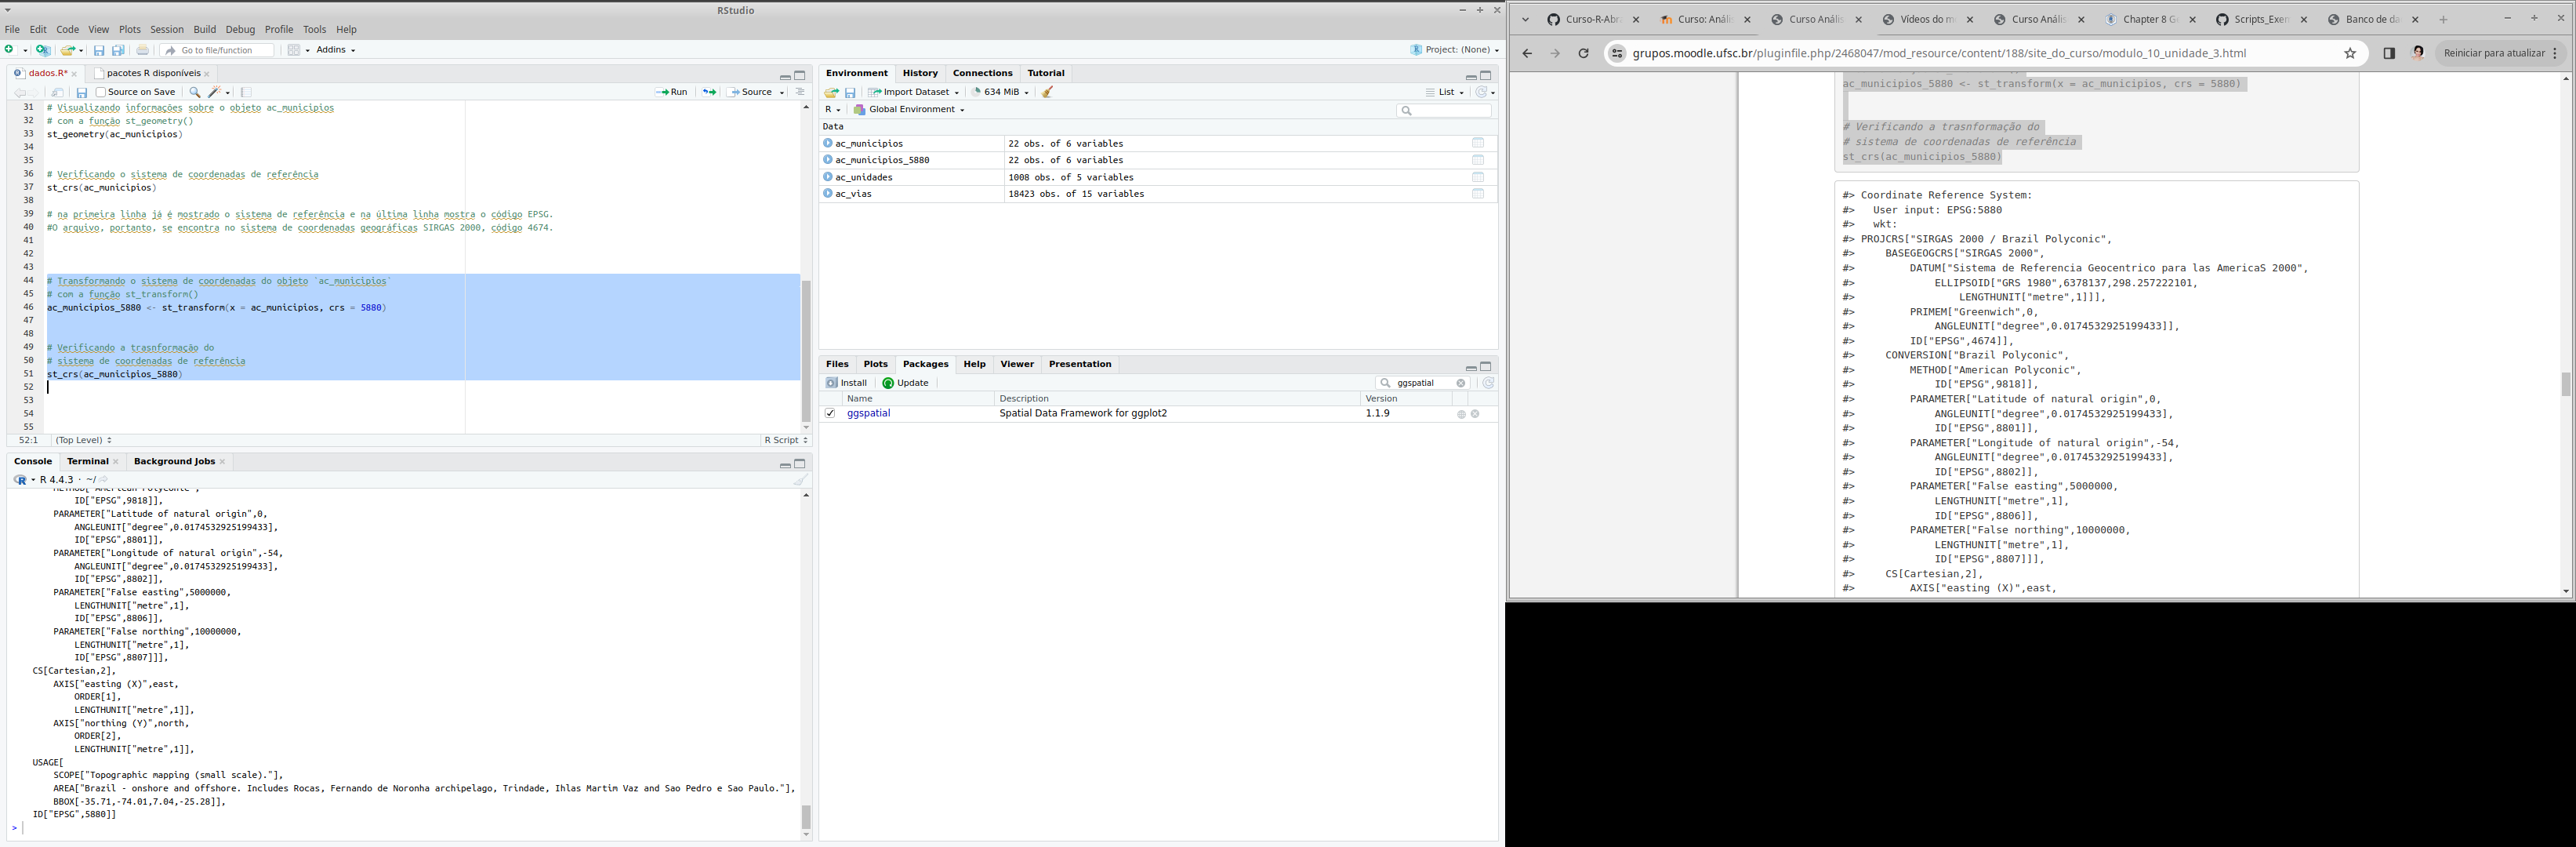 RStudio
File Edit Code View Plots Session Build Debug Profile Tools Help
Go to file/function
Addins
Project: (None)
dados.R*
pacotes R disponíveis
Source on Save
Run
Source
31 # Visualizando informações sobre o objeto ac_municipios
32 # com a função st_geometry()
33 st_geometry(ac_municipios)
34
35
36 # Verificando o sistema de coordenadas de referência
37 st_crs(ac_municipios)
38
39 # na primeira linha já é mostrado o sistema de referência e na última linha mostra o código EPSG.
40 #O arquivo, portanto, se encontra no sistema de coordenadas geográficas SIRGAS 2000, código 4674.
41
42
43
44 # Transformando o sistema de coordenadas do objeto `ac_municipios`
45 # com a função st_transform()
46 ac_municipios_5880 <- st_transform(x = ac_municipios, crs = 5880)
47
48
49 # Verificando a trasnformação do
50 # sistema de coordenadas de referência
51 st_crs(ac_municipios_5880)
52
53
54
55
52:1 (Top Level) R Script
Console Terminal Background Jobs
R 4.4.3 · ~/
METHOD["American Polyconic",
ID["EPSG",9818]],
PARAMETER["Latitude of natural origin",0,
ANGLEUNIT["degree",0.0174532925199433],
ID["EPSG",8801]],
PARAMETER["Longitude of natural origin",-54,
ANGLEUNIT["degree",0.0174532925199433],
ID["EPSG",8802]],
PARAMETER["False easting",5000000,
LENGTHUNIT["metre",1],
ID["EPSG",8806]],
PARAMETER["False northing",10000000,
LENGTHUNIT["metre",1],
ID["EPSG",8807]]],
CS[Cartesian,2],
AXIS["easting (X)",east,
ORDER[1],
LENGTHUNIT["metre",1]],
AXIS["northing (Y)",north,
ORDER[2],
LENGTHUNIT["metre",1]],
USAGE[
SCOPE["Topographic mapping (small scale)."],
AREA["Brazil - onshore and offshore. Includes Rocas, Fernando de Noronha archipelago, Trindade, Ihlas Martim Vaz and Sao Pedro e Sao Paulo."],
BBOX[-35.71,-74.01,7.04,-25.28]],
ID["EPSG",5880]]
>
Environment History Connections Tutorial
Import Dataset 634 MiB List
R Global Environment
Data
ac_municipios 22 obs. of 6 variables
ac_municipios_5880 22 obs. of 6 variables
ac_unidades 1008 obs. of 5 variables
ac_vias 18423 obs. of 15 variables
Files Plots Packages Help Viewer Presentation
Install Update ggspatial
Name Description Version
ggspatial Spatial Data Framework for ggplot2 1.1.9
Curso-R-Abr
Curso: Anális
Curso Anális
Vídeos do m
Curso Anális
Chapter 8 G
Scripts_Exem
Banco de da
grupos.moodle.ufsc.br/pluginfile.php/2468047/mod_resource/content/188/site_do_curso/modulo_10_unidade_3.html
Reiniciar para atualizar
ac_municipios_5880 <- st_transform(x = ac_municipios, crs = 5880)
# Verificando a trasnformação do
# sistema de coordenadas de referência
st_crs(ac_municipios_5880)
#> Coordinate Reference System:
#> User input: EPSG:5880
#> wkt:
#> PROJCRS["SIRGAS 2000 / Brazil Polyconic",
#> BASEGEOGCRS["SIRGAS 2000",
#> DATUM["Sistema de Referencia Geocentrico para las AmericaS 2000",
#> ELLIPSOID["GRS 1980",6378137,298.257222101,
#> LENGTHUNIT["metre",1]]],
#> PRIMEM["Greenwich",0,
#> ANGLEUNIT["degree",0.0174532925199433]],
#> ID["EPSG",4674]],
#> CONVERSION["Brazil Polyconic",
#> METHOD["American Polyconic",
#> ID["EPSG",9818]],
#> PARAMETER["Latitude of natural origin",0,
#> ANGLEUNIT["degree",0.0174532925199433],
#> ID["EPSG",8801]],
#> PARAMETER["Longitude of natural origin",-54,
#> ANGLEUNIT["degree",0.0174532925199433],
#> ID["EPSG",8802]],
#> PARAMETER["False easting",5000000,
#> LENGTHUNIT["metre",1],
#> ID["EPSG",8806]],
#> PARAMETER["False northing",10000000,
#> LENGTHUNIT["metre",1],
#> ID["EPSG",8807]]],
#> CS[Cartesian,2],
#> AXIS["easting (X)",east,